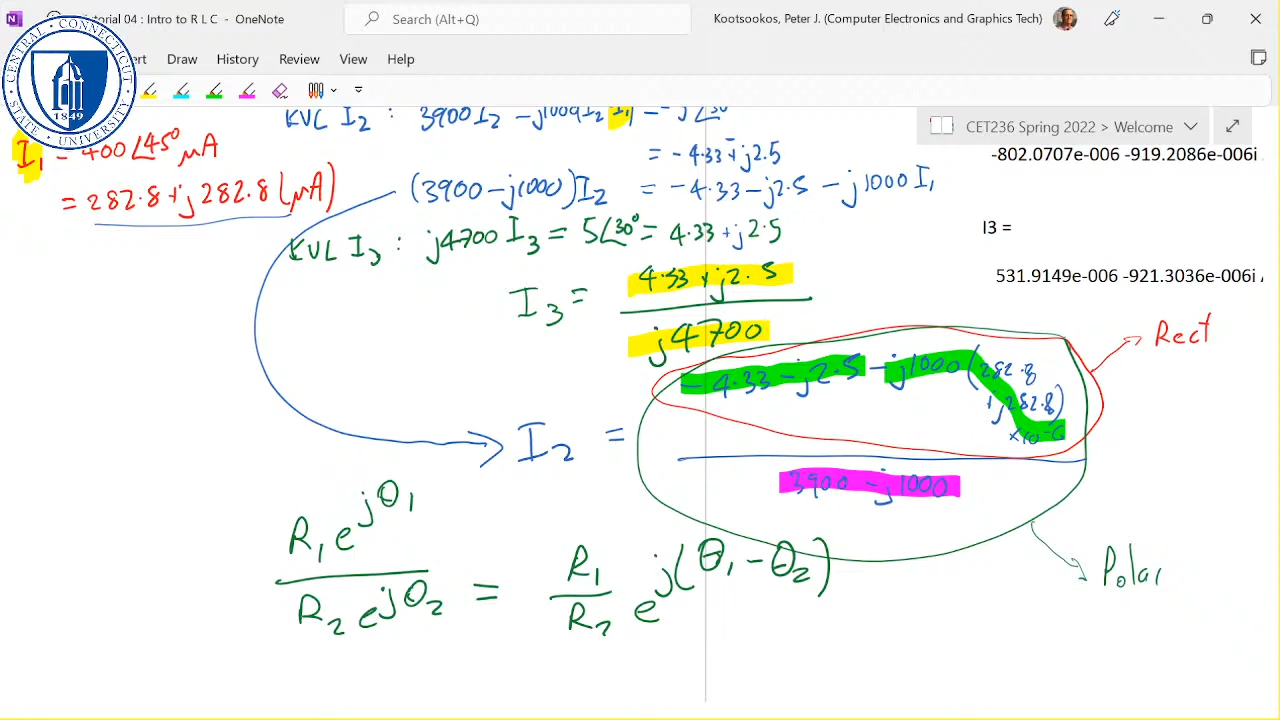 Tutorial 04 : Intro to R L C - OneNote
Search (Alt+Q)
Kootsookos, Peter J. (Computer Electronics and Graphics Tech)
Draw History Review View Help
CENTRAL CONNECTICUT STATE UNIVERSITY
1849
CET236 Spring 2022 > Welcome
KVL I2 : 3900 I2 - j1000 I2
= -4.33 - j2.5
-802.0707e-006 -919.2086e-006i
I1 = 400∠45° μA
= 282.8 + j282.8 (μA)
(3900 - j1000) I2 = -4.33 - j2.5 - j1000 I1
KVL I3 : j4700 I3 = 5∠30° = 4.33 + j2.5
I3 =
531.9149e-006 -921.3036e-006i
I3 = 4.33 + j2.5
j4700
Rect
-4.33 - j2.5 - j1000 (282.8
+ j282.8)
×10-6
I2 =
3900 - j1000
R1 e^jθ1
R2 e^jθ2 = R1 / R2 e^j(θ1 - θ2)
Polar